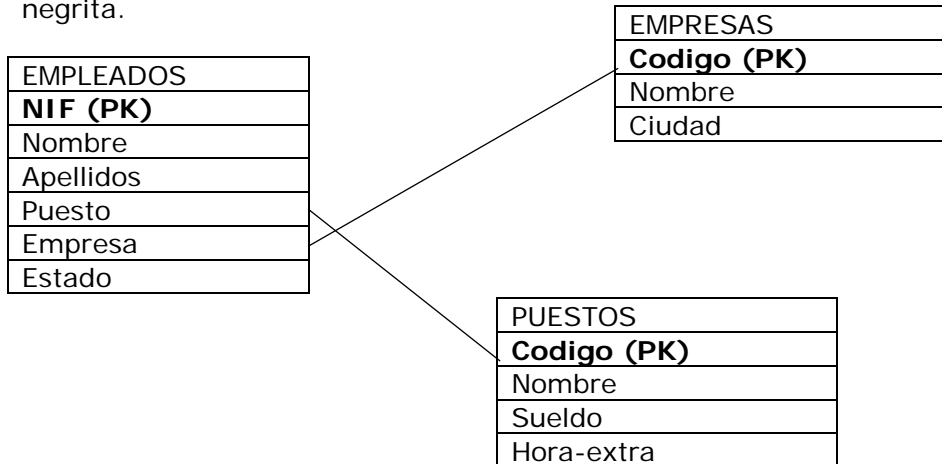 negrita.
EMPLEADOS
NIF (PK)
Nombre
Apellidos
Puesto
Empresa
Estado
EMPRESAS
Codigo (PK)
Nombre
Ciudad
PUESTOS
Codigo (PK)
Nombre
Sueldo
Hora-extra